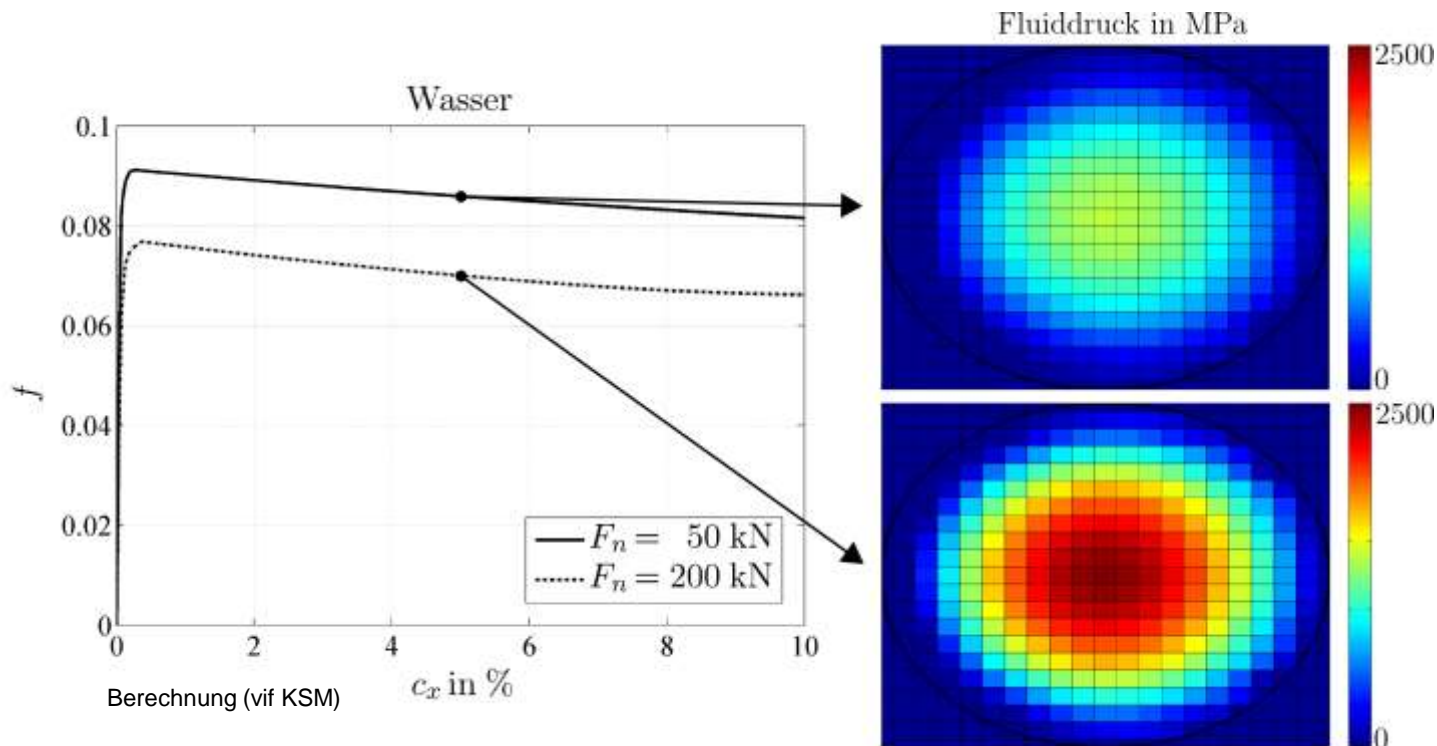 Wasser
0.1
0.08
0.06
0.04
0.02
0
f
0 2 4 6 8 10
c_x in %
F_n = 50 kN
F_n = 200 kN
Berechnung (vif KSM)
Fluiddruck in MPa
2500
0
2500
0